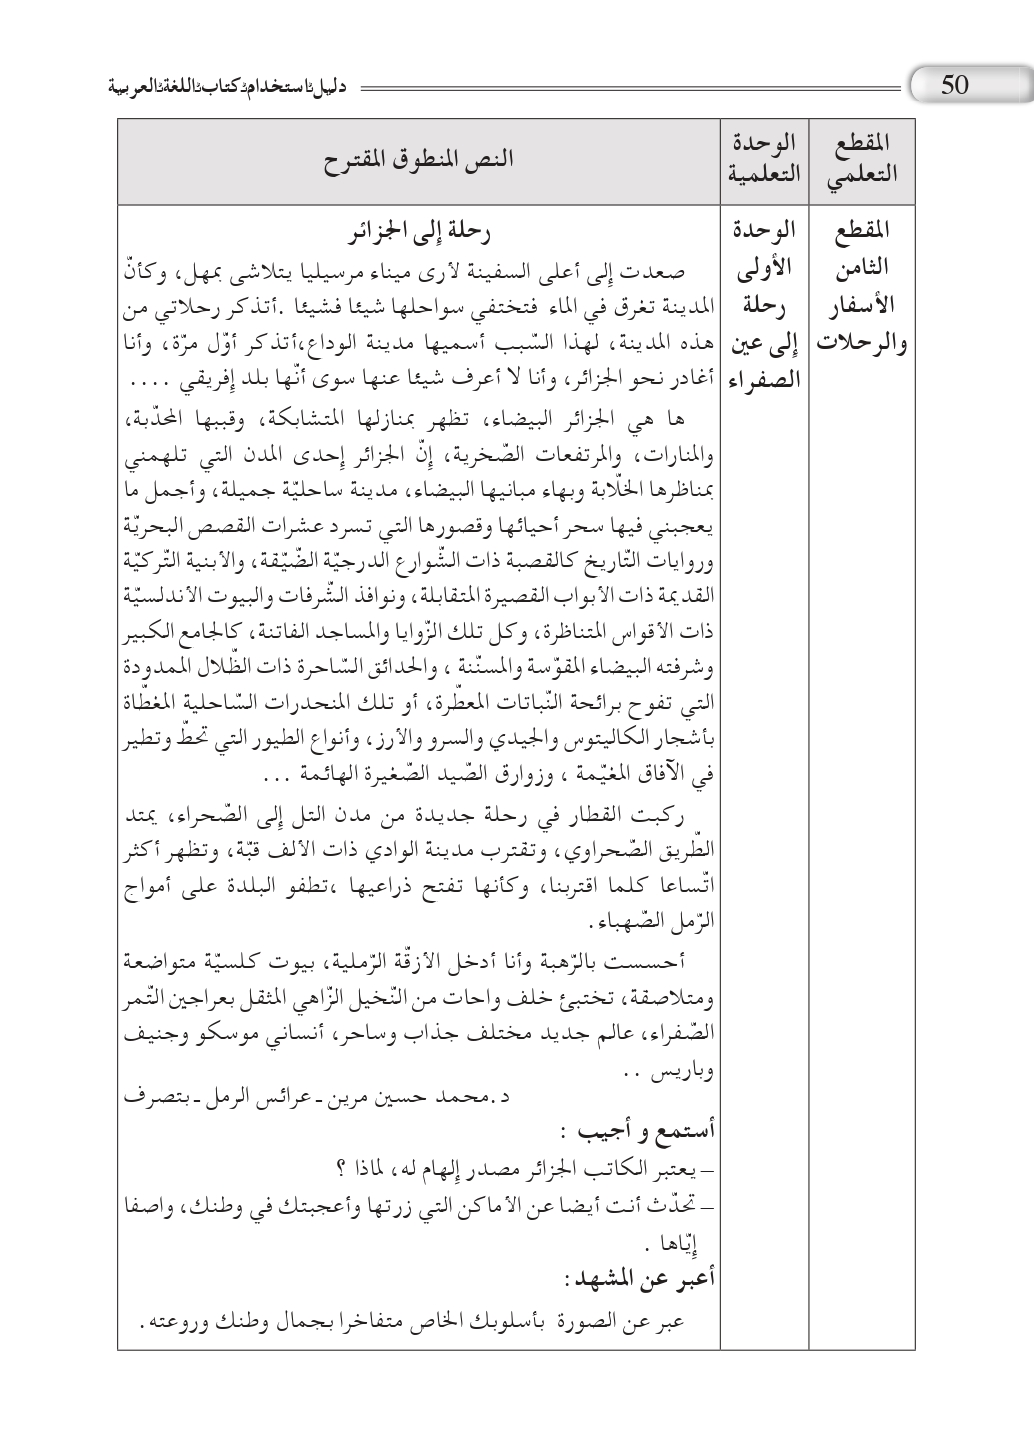 50
دليل استخدام كتاب اللغة العربية
المقطع
التعلمي
الوحدة
التعلمية
النص المنطوق المقترح
المقطع
الثامن
الأسفار
والرحلات
الوحدة
الأولى
رحلة
إلى عين
الصفراء
رحلة إلى الجزائر
صعدت إلى أعلى السفينة لأرى ميناء مرسيليا يتلاشى بمهل، وكأنّ
المدينة تغرق في الماء فتختفي سواحلها شيئا فشيئا .أتذكر رحلاتي من
هذه المدينة، لهذا السّبب أسميها مدينة الوداع،أتذكر أوّل مرّة، وأنا
أغادر نحو الجزائر، وأنا لا أعرف شيئا عنها سوى أنّها بلد إفريقي ....
ها هي الجزائر البيضاء، تظهر بمنازلها المتشابكة، وقببها المحدّبة،
والمنارات، والمرتفعات الصّخرية، إنّ الجزائر إحدى المدن التي تلهمني
بمناظرها الخلّابة وبهاء مبانيها البيضاء، مدينة ساحليّة جميلة، وأجمل ما
يعجبني فيها سحر أحيائها وقصورها التي تسرد عشرات القصص البحريّة
وروايات التّاريخ كالقصبة ذات الشّوارع الدرجيّة الضّيّقة، والأبنية التّركيّة
القديمة ذات الأبواب القصيرة المتقابلة، ونوافذ الشّرفات والبيوت الأندلسيّة
ذات الأقواس المتناظرة، وكل تلك الزّوايا والمساجد الفاتنة، كالجامع الكبير
وشرفته البيضاء المقوّسة والمسنّنة ، والحدائق السّاحرة ذات الظّلال الممدودة
التي تفوح برائحة النّباتات المعطّرة، أو تلك المنحدرات السّاحلية المغطّاة
بأشجار الكاليتوس والجيدي والسرو والأرز، وأنواع الطيور التي تحطّ وتطير
في الآفاق المغيّمة ، وزوارق الصّيد الصّغيرة الهائمة ...
ركبت القطار في رحلة جديدة من مدن التل إلى الصّحراء، يمتد
الطّريق الصّحراوي، وتقترب مدينة الوادي ذات الألف قبّة، وتظهر أكثر
اتّساعا كلما اقتربنا، وكأنها تفتح ذراعيها ،تطفو البلدة على أمواج
الرّمل الصّهباء.
أحسست بالرّهبة وأنا أدخل الأزقّة الرّملية، بيوت كلسيّة متواضعة
ومتلاصقة، تختبئ خلف واحات من النّخيل الزّاهي المثقل بعراجين التّمر
الصّفراء، عالم جديد مختلف جذاب وساحر، أنساني موسكو وجنيف
وباريس ..
د.محمد حسين مرين ـ عرائس الرمل ـ بتصرف
أستمع و أجيب :
– يعتبر الكاتب الجزائر مصدر إلهام له، لماذا ؟
– تحدّث أنت أيضا عن الأماكن التي زرتها وأعجبتك في وطنك، واصفا
إيّاها .
أعبر عن المشهد:
عبر عن الصورة بأسلوبك الخاص متفاخرا بجمال وطنك وروعته.